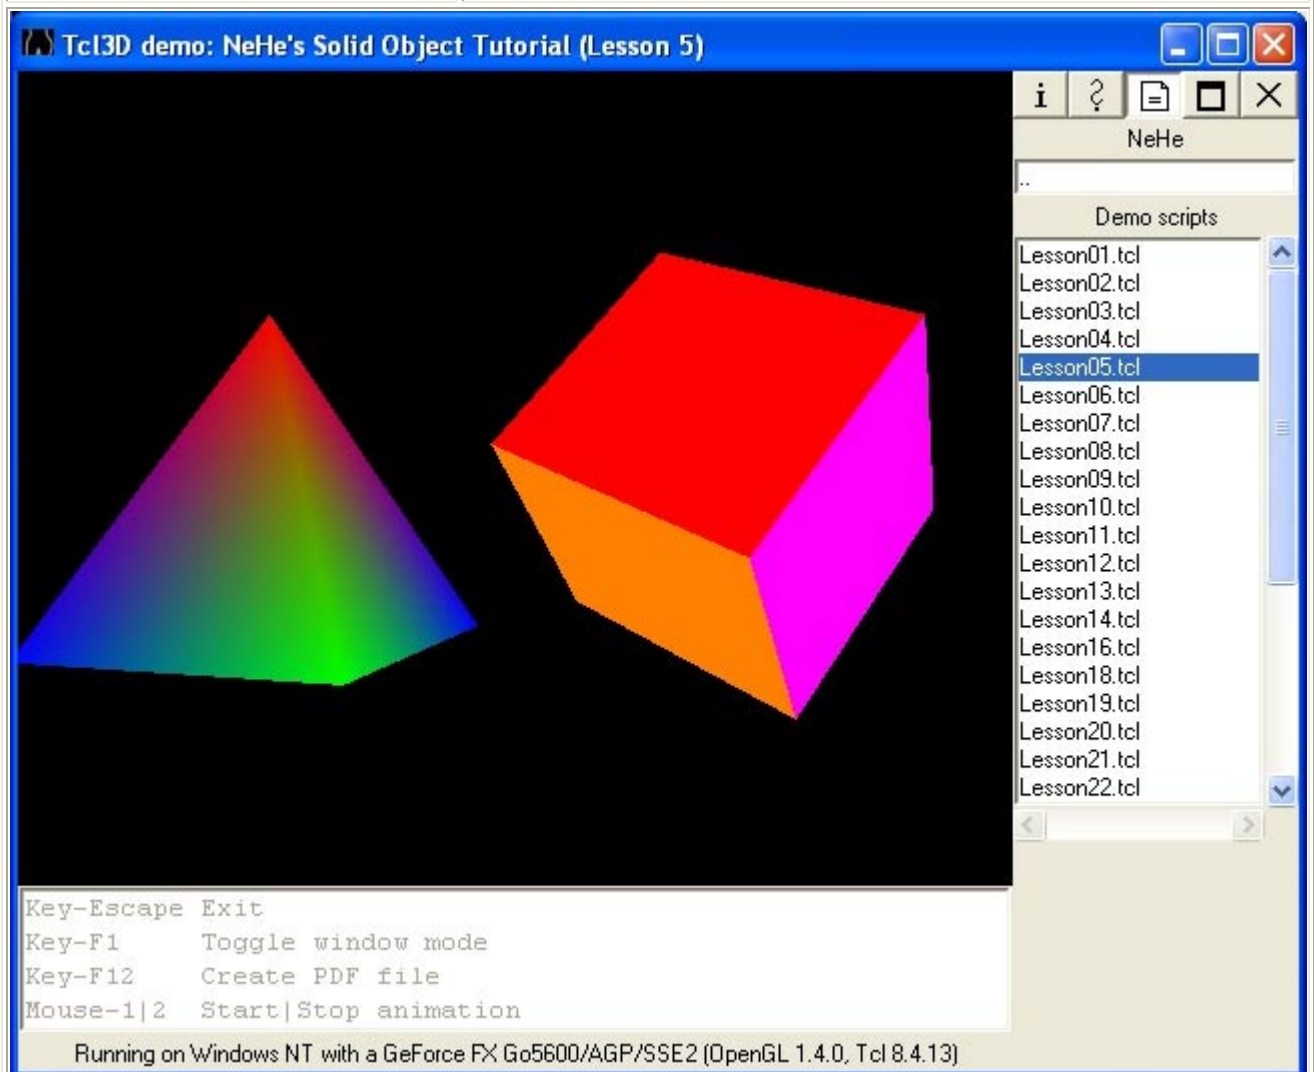 Tcl3D demo: NeHe's Solid Object Tutorial (Lesson 5)
i ?
NeHe
..
Demo scripts
Lesson01.tcl
Lesson02.tcl
Lesson03.tcl
Lesson04.tcl
Lesson05.tcl
Lesson06.tcl
Lesson07.tcl
Lesson08.tcl
Lesson09.tcl
Lesson10.tcl
Lesson11.tcl
Lesson12.tcl
Lesson13.tcl
Lesson14.tcl
Lesson16.tcl
Lesson18.tcl
Lesson19.tcl
Lesson20.tcl
Lesson21.tcl
Lesson22.tcl
Key-Escape Exit
Key-F1 Toggle window mode
Key-F12 Create PDF file
Mouse-1|2 Start|Stop animation
Running on Windows NT with a GeForce FX Go5600/AGP/SSE2 (OpenGL 1.4.0, Tcl 8.4.13)